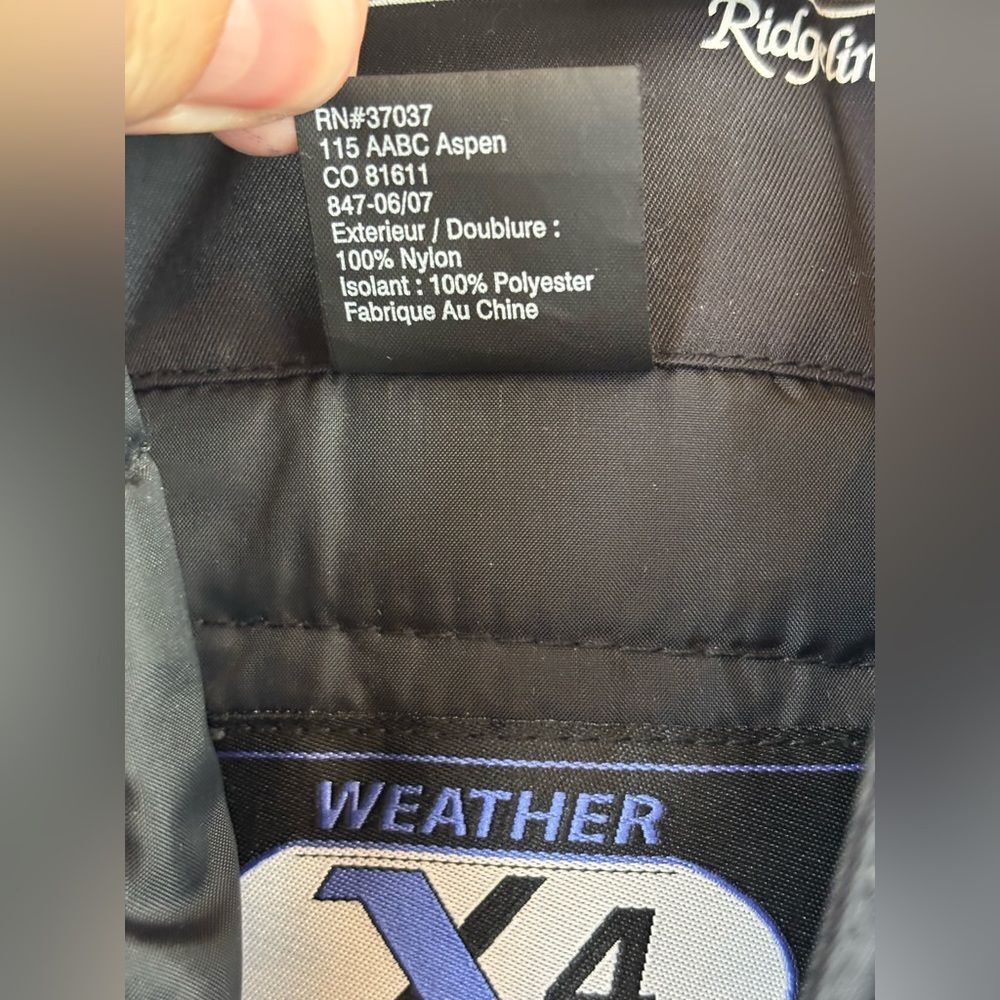 RN#37037
115 AABC Aspen
CO 81611
847-06/07
Exterieur / Doublure :
100% Nylon
Isolant : 100% Polyester
Fabrique Au Chine
WEATHER
X4